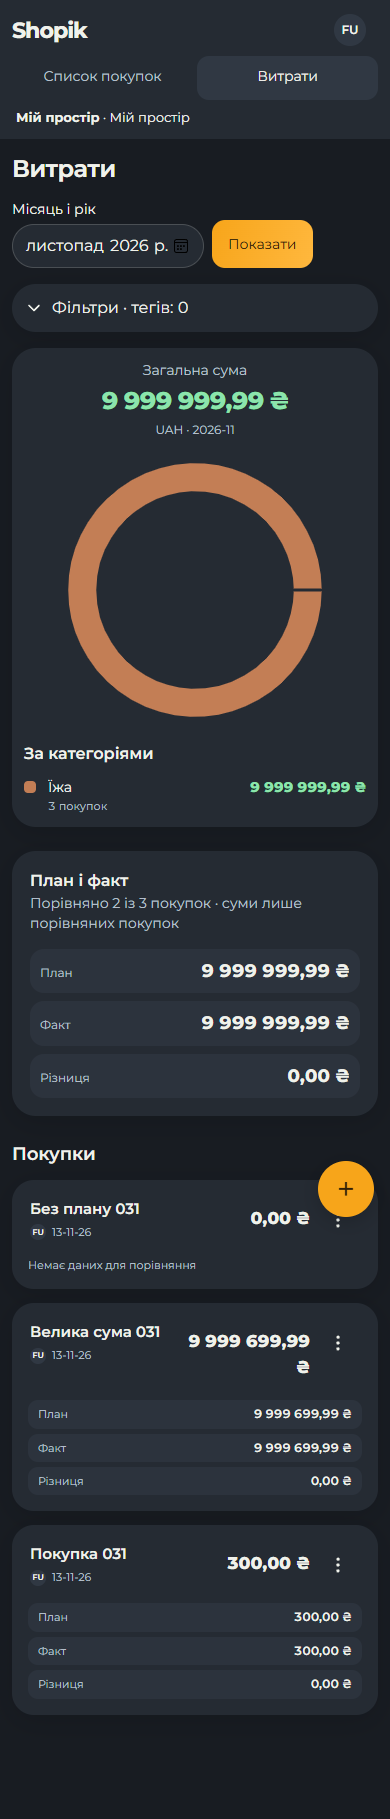 Shopik
FU
Список покупок
Витрати
Мій простір · Мій простір
Витрати
Місяць і рік
листопад 2026 р.
Показати
Фільтри · тегів: 0
Загальна сума
9 999 999,99 ₴
UAH · 2026-11
За категоріями
Їжа
9 999 999,99 ₴
3 покупок
План і факт
Порівняно 2 із 3 покупок · суми лише
порівняних покупок
План
9 999 999,99 ₴
Факт
9 999 999,99 ₴
Різниця
0,00 ₴
Покупки
Без плану 031
0,00 ₴
FU 13-11-26
Немає даних для порівняння
Велика сума 031
9 999 699,99
₴
FU 13-11-26
План
9 999 699,99 ₴
Факт
9 999 699,99 ₴
Різниця
0,00 ₴
Покупка 031
300,00 ₴
FU 13-11-26
План
300,00 ₴
Факт
300,00 ₴
Різниця
0,00 ₴